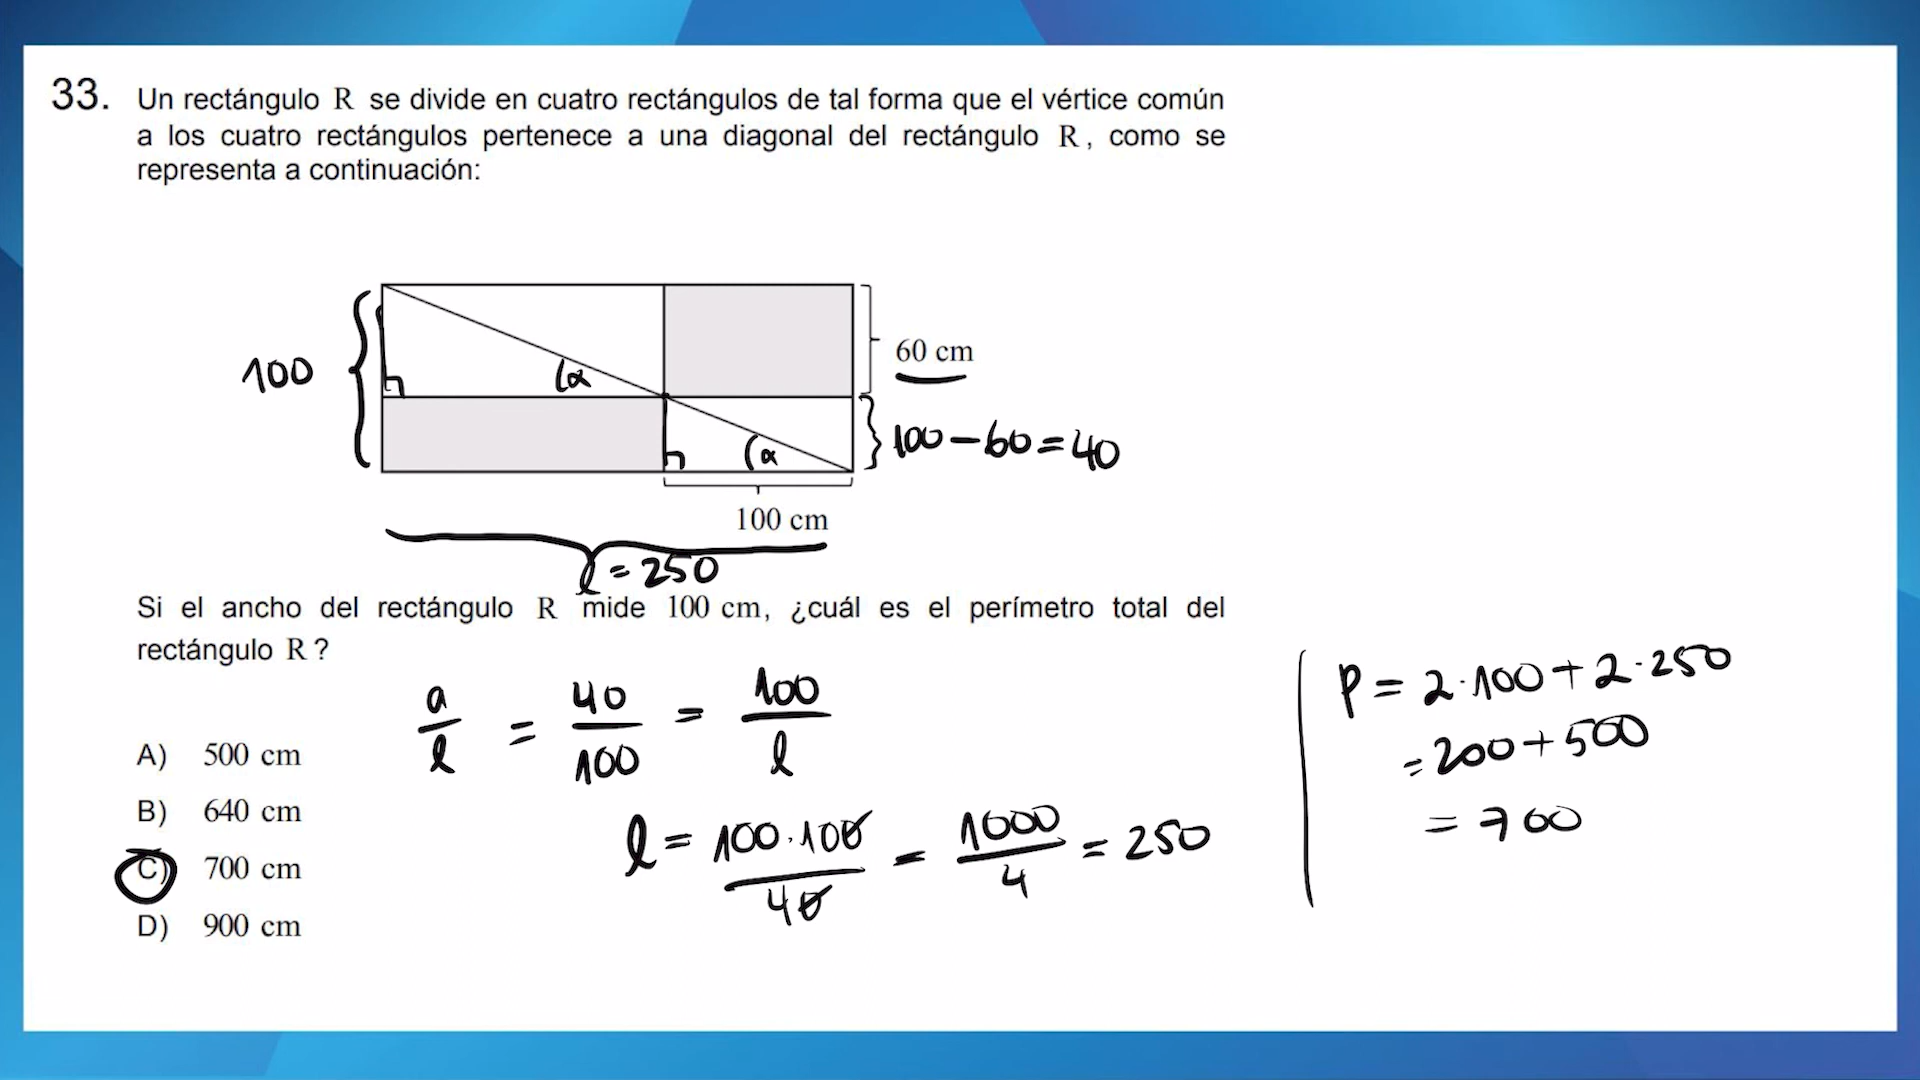 33. Un rectángulo R se divide en cuatro rectángulos de tal forma que el vértice común
a los cuatro rectángulos pertenece a una diagonal del rectángulo R, como se
representa a continuación:
100
α
60 cm
α
100-60=40
100 cm
l = 250
Si el ancho del rectángulo R mide 100 cm, ¿cuál es el perímetro total del
rectángulo R?
a/l = 40/100 = 100/l
l = 100·100/40 = 1000/4 = 250
A) 500 cm
B) 640 cm
C) 700 cm
D) 900 cm
P = 2·100+2·250
=200+500
= 700